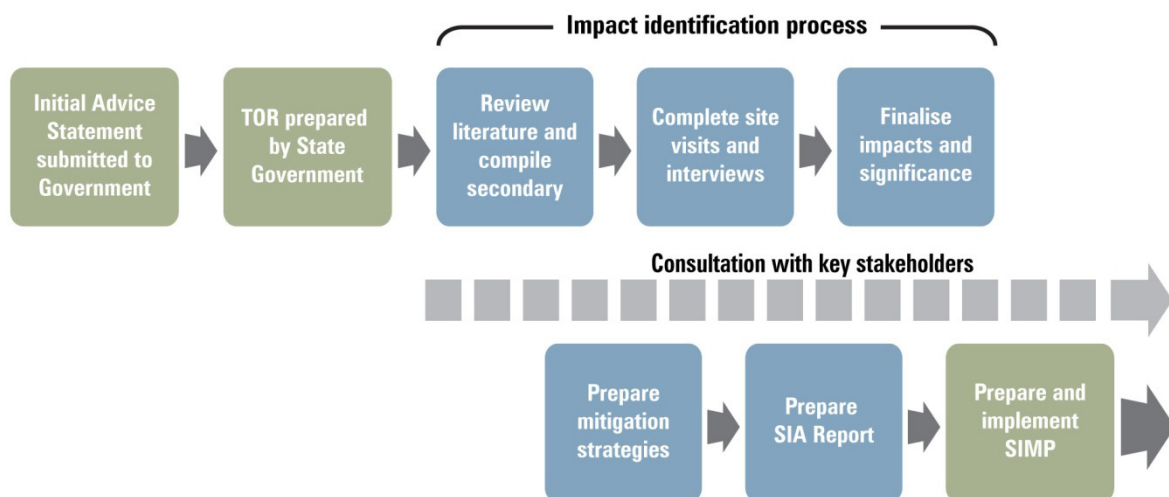 Impact identification process
Initial Advice
Statement
submitted to
Government
TOR prepared
by State
Government
Review
literature and
compile
secondary
Complete site
visits and
interviews
Finalise
impacts and
significance
Consultation with key stakeholders
Prepare
mitigation
strategies
Prepare
SIA Report
Prepare and
implement
SIMP